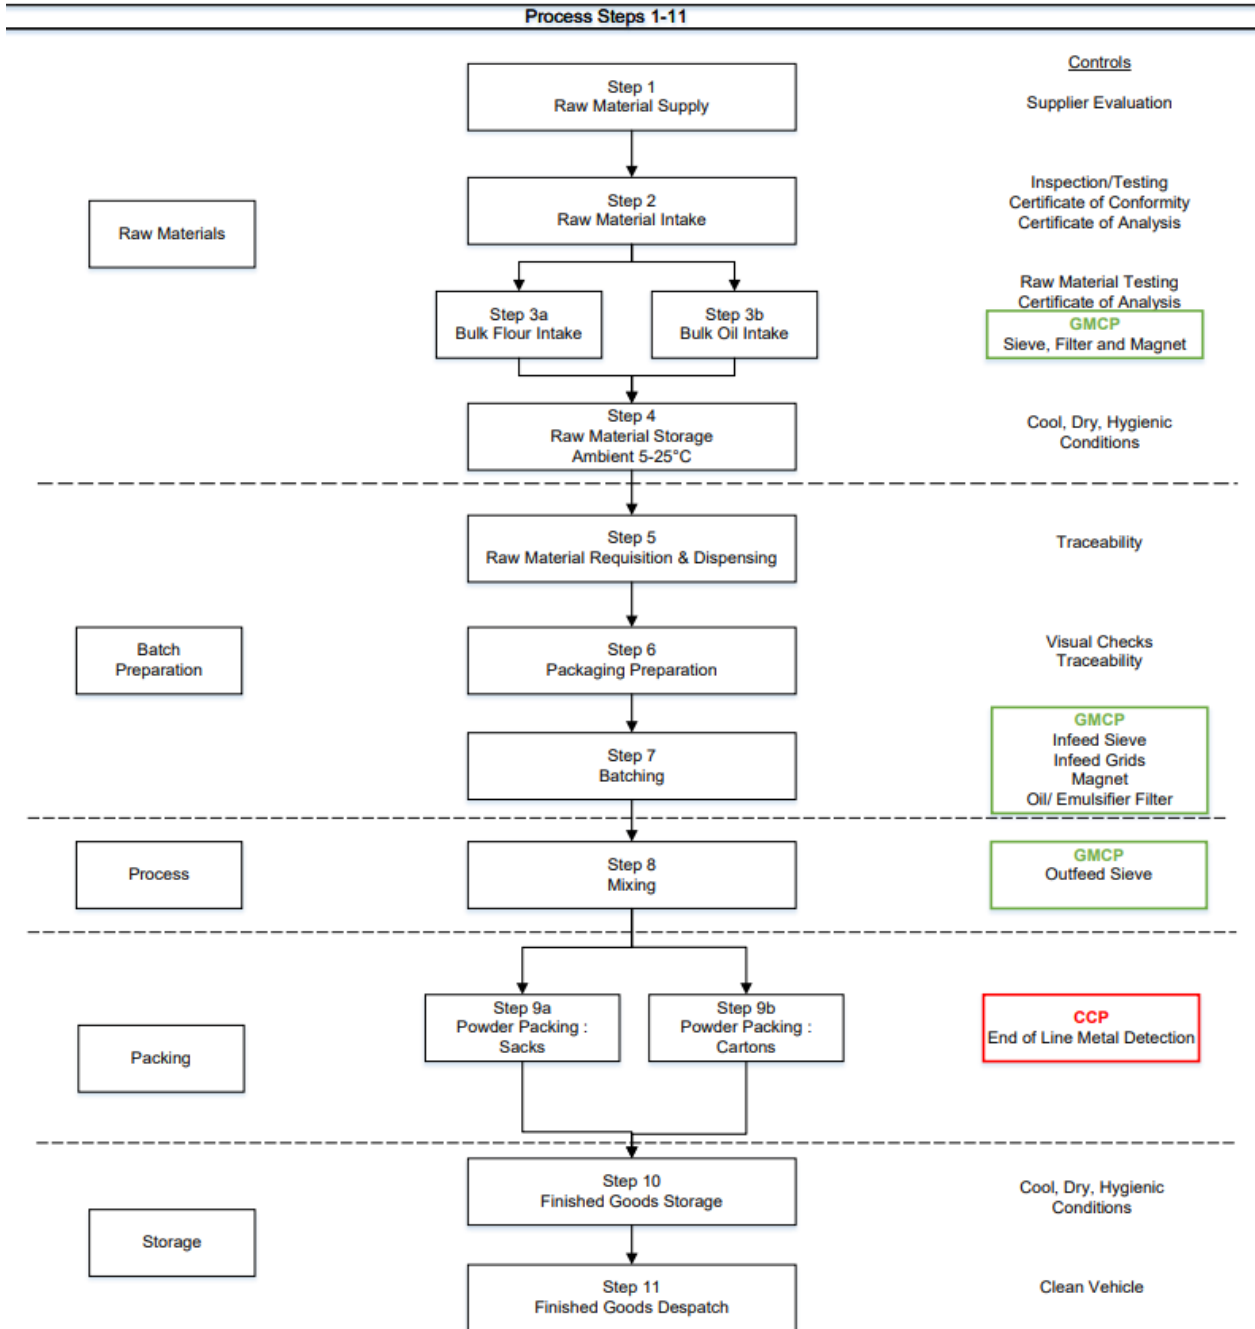 Process Steps 1-11
Controls
Step 1
Raw Material Supply
Supplier Evaluation
Raw Materials
Step 2
Raw Material Intake
Inspection/Testing
Certificate of Conformity
Certificate of Analysis
Step 3a
Bulk Flour Intake
Step 3b
Bulk Oil Intake
Raw Material Testing
Certificate of Analysis
GMCP
Sieve, Filter and Magnet
Step 4
Raw Material Storage
Ambient 5-25°C
Cool, Dry, Hygienic
Conditions
Step 5
Raw Material Requisition & Dispensing
Traceability
Batch
Preparation
Step 6
Packaging Preparation
Visual Checks
Traceability
Step 7
Batching
GMCP
Infeed Sieve
Infeed Grids
Magnet
Oil/ Emulsifier Filter
Process
Step 8
Mixing
GMCP
Outfeed Sieve
Packing
Step 9a
Powder Packing :
Sacks
Step 9b
Powder Packing :
Cartons
CCP
End of Line Metal Detection
Storage
Step 10
Finished Goods Storage
Cool, Dry, Hygienic
Conditions
Step 11
Finished Goods Despatch
Clean Vehicle